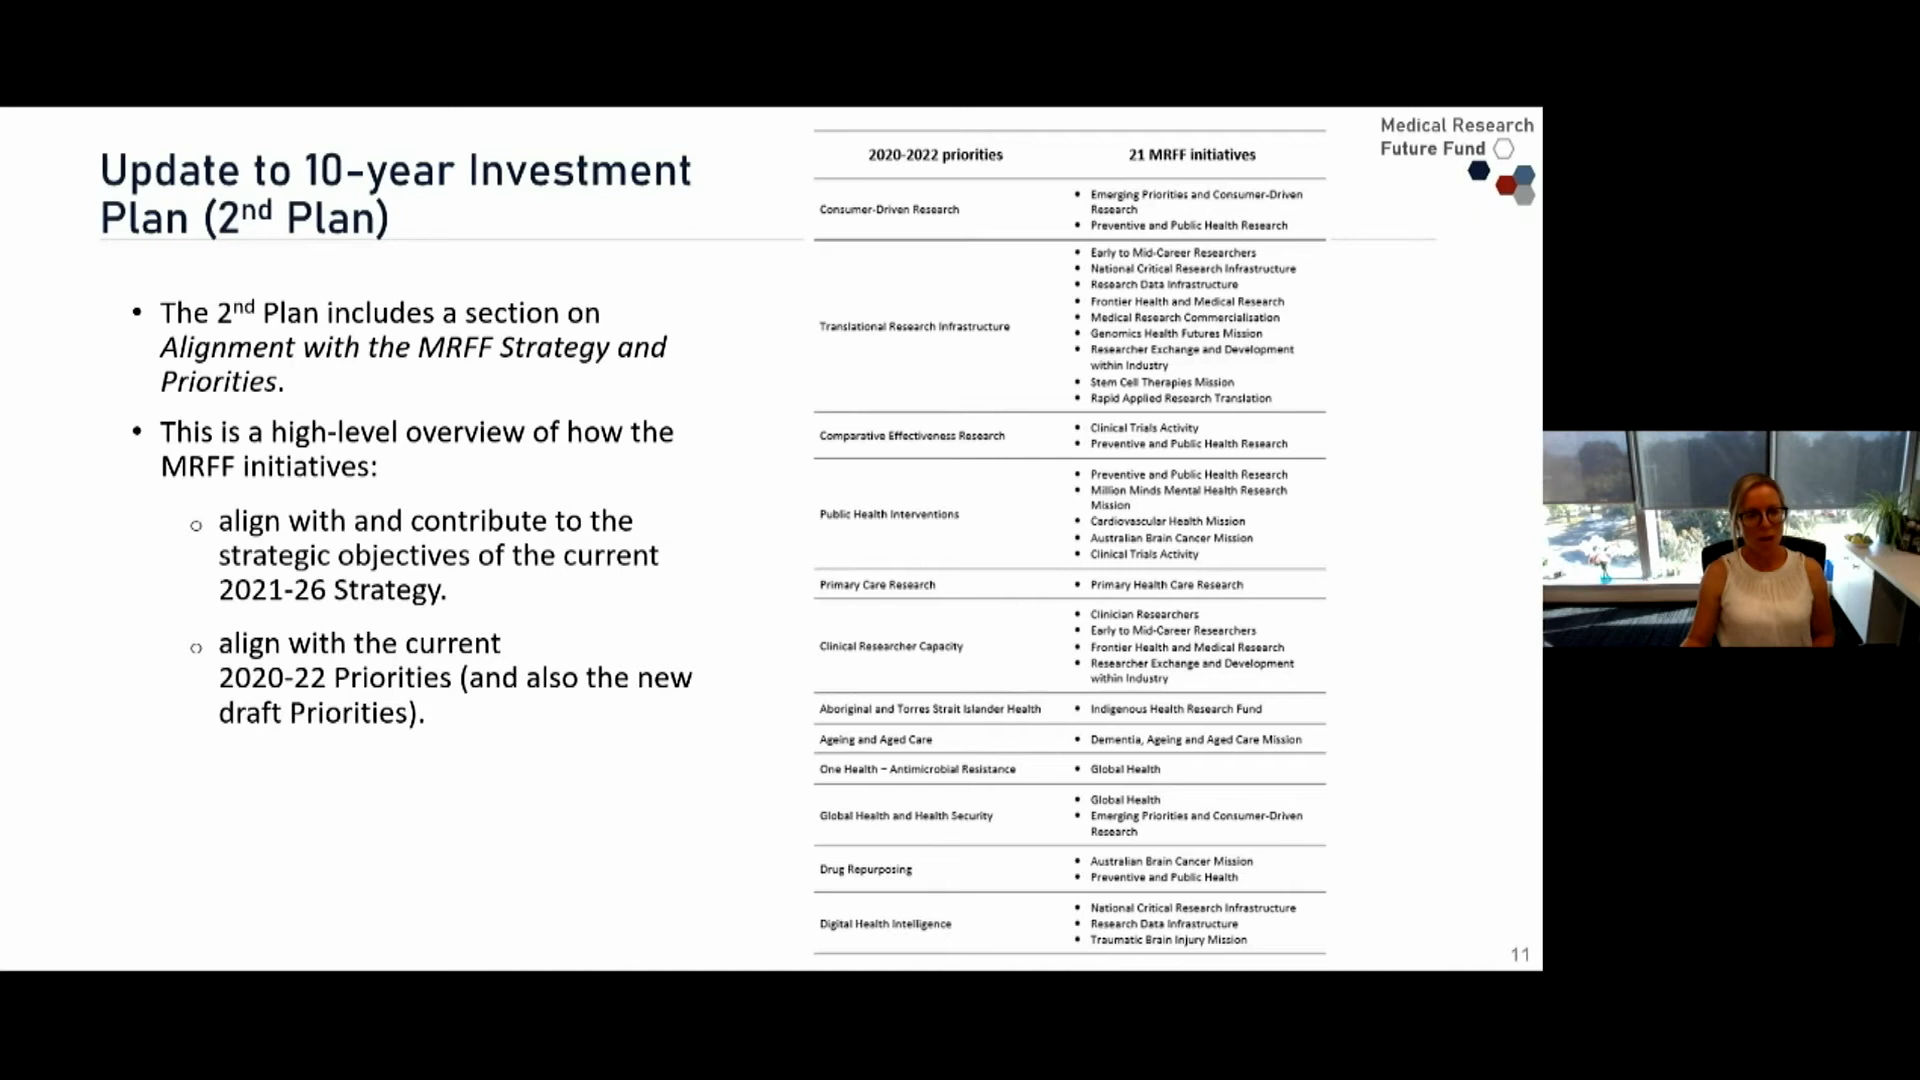 Update to 10-year Investment
Plan (2nd Plan)
• The 2nd Plan includes a section on
Alignment with the MRFF Strategy and
Priorities.
• This is a high-level overview of how the
MRFF initiatives:
o align with and contribute to the
strategic objectives of the current
2021-26 Strategy.
o align with the current
2020-22 Priorities (and also the new
draft Priorities).
2020-2022 priorities
21 MRFF initiatives
Consumer-Driven Research
• Emerging Priorities and Consumer-Driven
Research
• Preventive and Public Health Research
Translational Research Infrastructure
• Early to Mid-Career Researchers
• National Critical Research Infrastructure
• Research Data Infrastructure
• Frontier Health and Medical Research
• Medical Research Commercialisation
• Genomics Health Futures Mission
• Researcher Exchange and Development
within Industry
• Stem Cell Therapies Mission
• Rapid Applied Research Translation
Comparative Effectiveness Research
• Clinical Trials Activity
• Preventive and Public Health Research
Public Health Interventions
• Preventive and Public Health Research
• Million Minds Mental Health Research
Mission
• Cardiovascular Health Mission
• Australian Brain Cancer Mission
• Clinical Trials Activity
Primary Care Research
• Primary Health Care Research
Clinical Researcher Capacity
• Clinician Researchers
• Early to Mid-Career Researchers
• Frontier Health and Medical Research
• Researcher Exchange and Development
within Industry
Aboriginal and Torres Strait Islander Health
• Indigenous Health Research Fund
Ageing and Aged Care
• Dementia, Ageing and Aged Care Mission
One Health – Antimicrobial Resistance
• Global Health
Global Health and Health Security
• Global Health
• Emerging Priorities and Consumer-Driven
Research
Drug Repurposing
• Australian Brain Cancer Mission
• Preventive and Public Health
Digital Health Intelligence
• National Critical Research Infrastructure
• Research Data Infrastructure
• Traumatic Brain Injury Mission
Medical Research
Future Fund
11